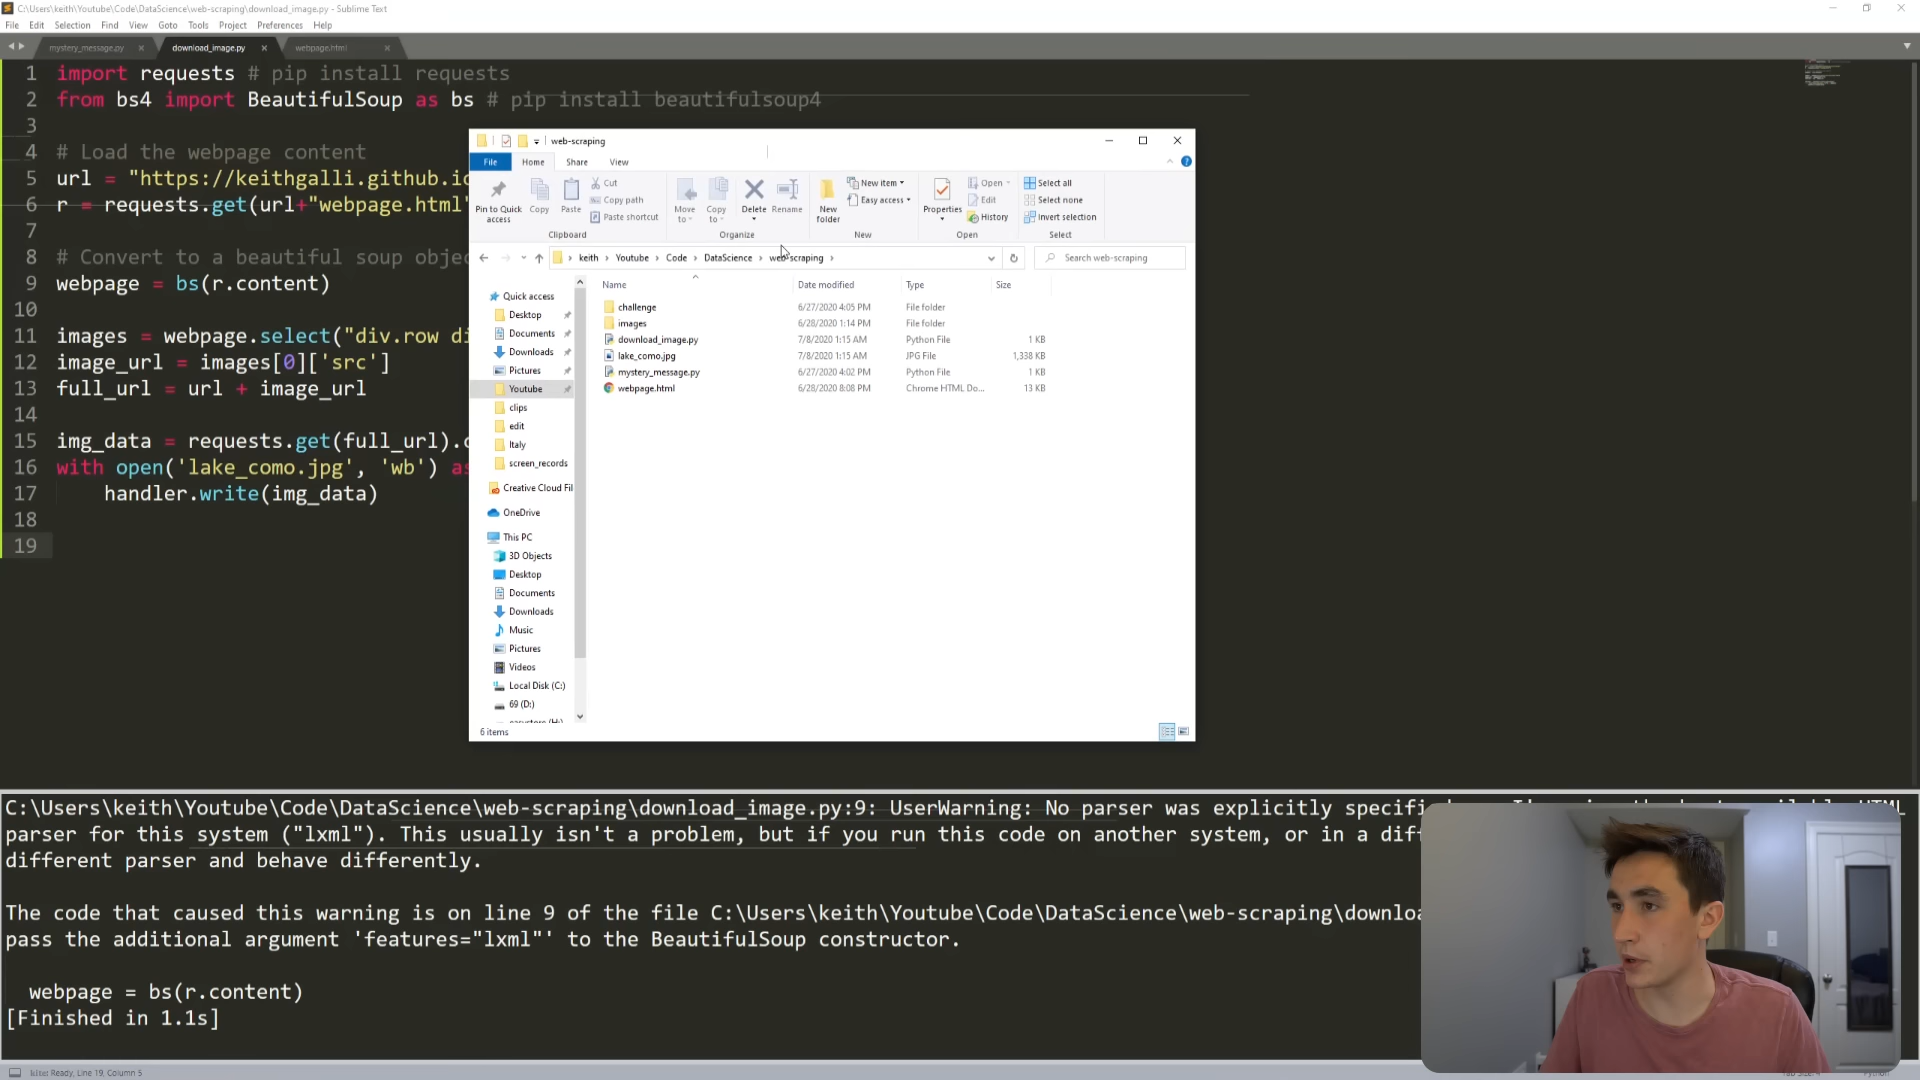 C:\Users\keith\Youtube\Code\DataScience\web-scraping\download_image.py - Sublime Text
File Edit Selection Find View Goto Tools Project Preferences Help
mystery_message.py download_image.py webpage.html
1 import requests # pip install requests
2 from bs4 import BeautifulSoup as bs # pip install beautifulsoup4
3
4 # Load the webpage content
5 url = "https://keithgalli.github.io
6 r = requests.get(url+"webpage.html"
7
8 # Convert to a beautiful soup obje
9 webpage = bs(r.content)
10
11 images = webpage.select("div.row di
12 image_url = images[0]['src']
13 full_url = url + image_url
14
15 img_data = requests.get(full_url).c
16 with open('lake_como.jpg', 'wb') as
17 handler.write(img_data)
18
19
web-scraping
File Home Share View
Pin to Quick access
Copy
Paste
Cut
Copy path
Paste shortcut
Clipboard
Move to
Copy to
Delete
Rename
Organize
New folder
New item
Easy access
New
Properties
Open
Edit
History
Open
Select all
Select none
Invert selection
Select
keith Youtube Code DataScience web-scraping
Search web-scraping
Name Date modified Type Size
challenge 6/27/2020 4:05 PM File folder
images 6/28/2020 1:14 PM File folder
download_image.py 7/8/2020 1:15 AM Python File 1 KB
lake_como.jpg 7/8/2020 1:15 AM JPG File 1,338 KB
mystery_message.py 6/27/2020 4:02 PM Python File 1 KB
webpage.html 6/28/2020 8:08 PM Chrome HTML Do... 13 KB
Quick access
Desktop
Documents
Downloads
Pictures
Youtube
clips
edit
Italy
screen_records
Creative Cloud Fil
OneDrive
This PC
3D Objects
Desktop
Documents
Downloads
Music
Pictures
Videos
Local Disk (C:)
69 (D:)
6 items
C:\Users\keith\Youtube\Code\DataScience\web-scraping\download_image.py:9: UserWarning: No parser was explicitly specifi HTML
parser for this system ("lxml"). This usually isn't a problem, but if you run this code on another system, or in a dif
different parser and behave differently.
The code that caused this warning is on line 9 of the file C:\Users\keith\Youtube\Code\DataScience\web-scraping\downloa
pass the additional argument 'features="lxml"' to the BeautifulSoup constructor.
webpage = bs(r.content)
[Finished in 1.1s]
kite: Ready, Line 19, Column 5